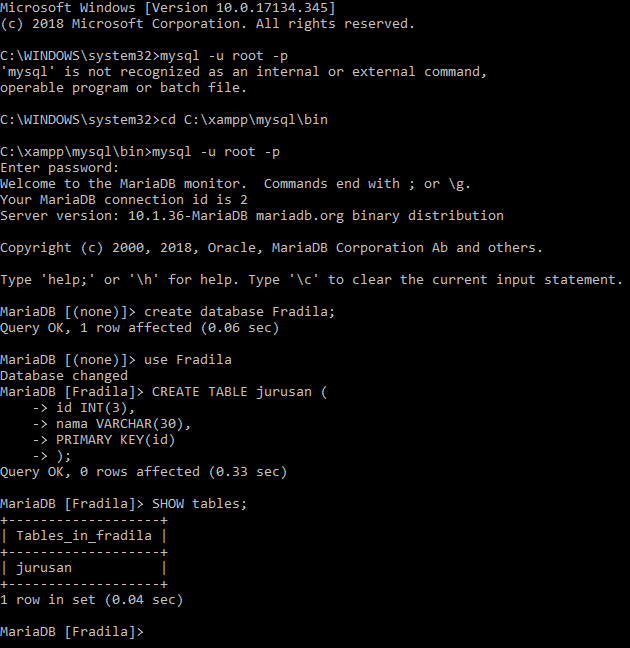 Microsoft Windows [Version 10.0.17134.345]
(c) 2018 Microsoft Corporation. All rights reserved.
C:\WINDOWS\system32>mysql -u root -p
'mysql' is not recognized as an internal or external command,
operable program or batch file.
C:\WINDOWS\system32>cd C:\xampp\mysql\bin
C:\xampp\mysql\bin>mysql -u root -p
Enter password:
Welcome to the MariaDB monitor.  Commands end with ; or \g.
Your MariaDB connection id is 2
Server version: 10.1.36-MariaDB mariadb.org binary distribution
Copyright (c) 2000, 2018, Oracle, MariaDB Corporation Ab and others.
Type 'help;' or '\h' for help. Type '\c' to clear the current input statement.
MariaDB [(none)]> create database Fradila;
Query OK, 1 row affected (0.06 sec)
MariaDB [(none)]> use Fradila
Database changed
MariaDB [Fradila]> CREATE TABLE jurusan (
    -> id INT(3),
    -> nama VARCHAR(30),
    -> PRIMARY KEY(id)
    -> );
Query OK, 0 rows affected (0.33 sec)
MariaDB [Fradila]> SHOW tables;
+-------------------+
| Tables_in_fradila |
+-------------------+
| jurusan           |
+-------------------+
1 row in set (0.04 sec)
MariaDB [Fradila]>